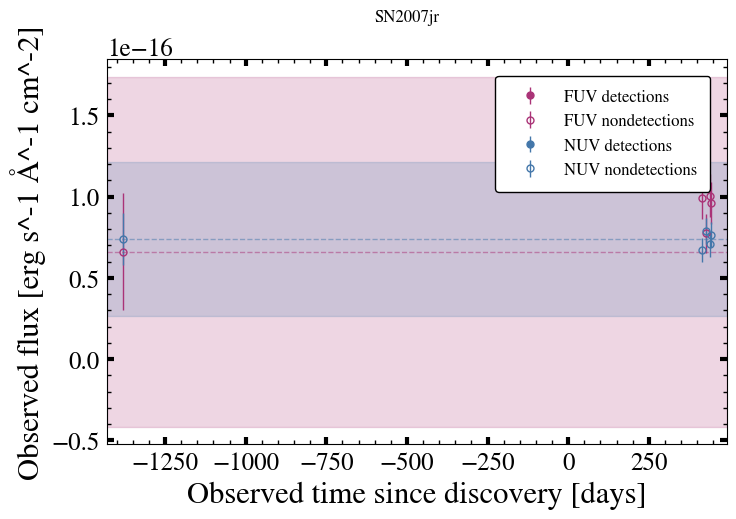 SN2007jr
1e−16
Observed flux [erg s^-1 Å^-1 cm^-2]
1.5
1.0
0.5
0.0
−0.5
FUV detections
FUV nondetections
NUV detections
NUV nondetections
−1250 −1000 −750 −500 −250 0 250
Observed time since discovery [days]